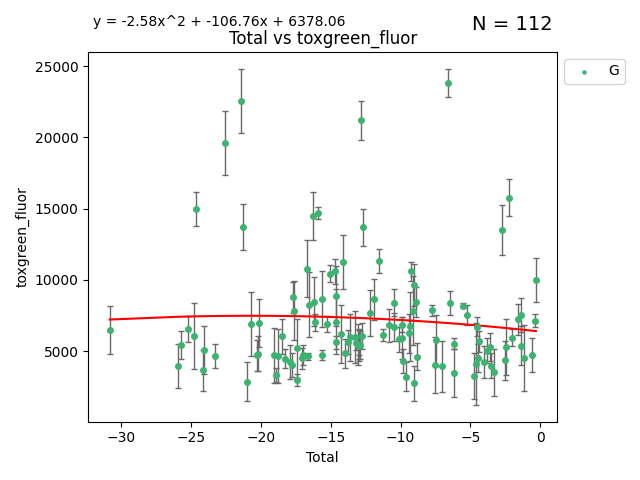 y = -2.58x^2 + -106.76x + 6378.06
N = 112
Total vs toxgreen_fluor
G
25000
20000
15000
10000
5000
toxgreen_fluor
−30
−25
−20
−15
−10
−5
0
Total